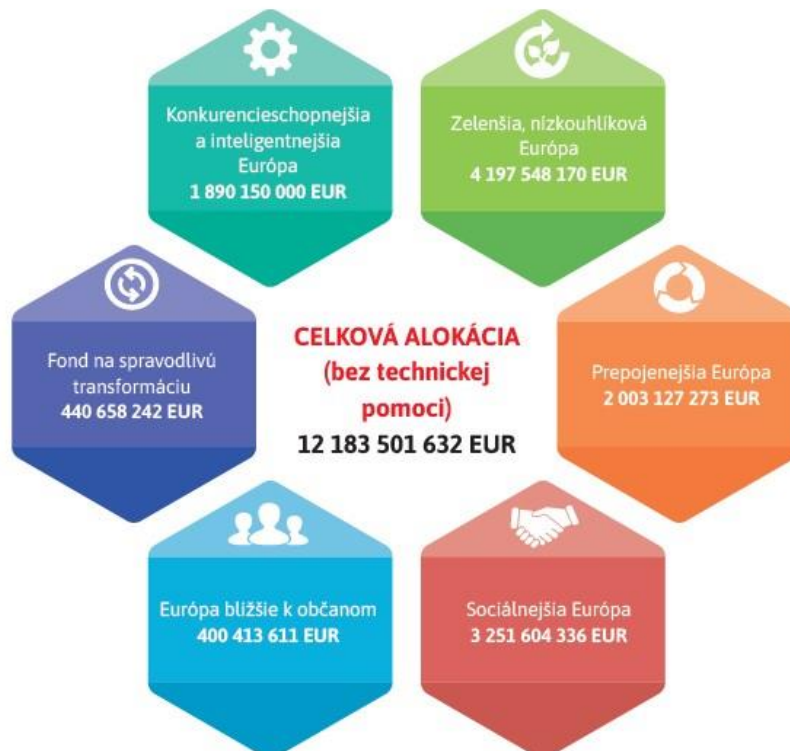 Konkurencieschopnejšia
a inteligentnejšia
Európa
1 890 150 000 EUR
Zelenšia, nízkouhlíková
Európa
4 197 548 170 EUR
Fond na spravodlivú
transformáciu
440 658 242 EUR
CELKOVÁ ALOKÁCIA
(bez technickej
pomoci)
12 183 501 632 EUR
Prepojenejšia Európa
2 003 127 273 EUR
Európa bližšie k občanom
400 413 611 EUR
Sociálnejšia Európa
3 251 604 336 EUR